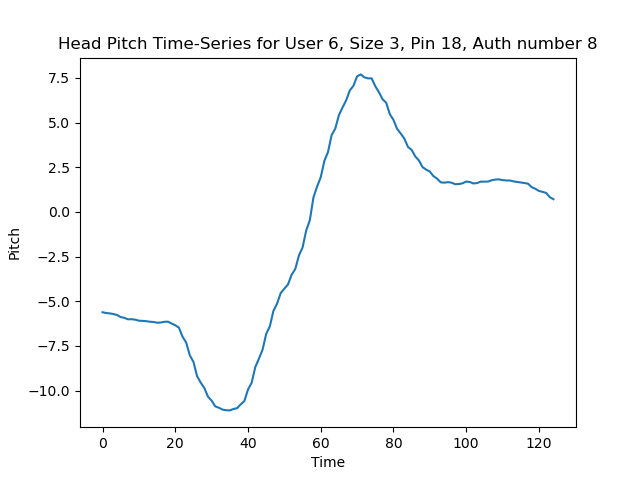 Head Pitch Time-Series for User 6, Size 3, Pin 18, Auth number 8
7.5
5.0
2.5
0.0
−2.5
−5.0
−7.5
−10.0
Pitch
0 20 40 60 80 100 120
Time